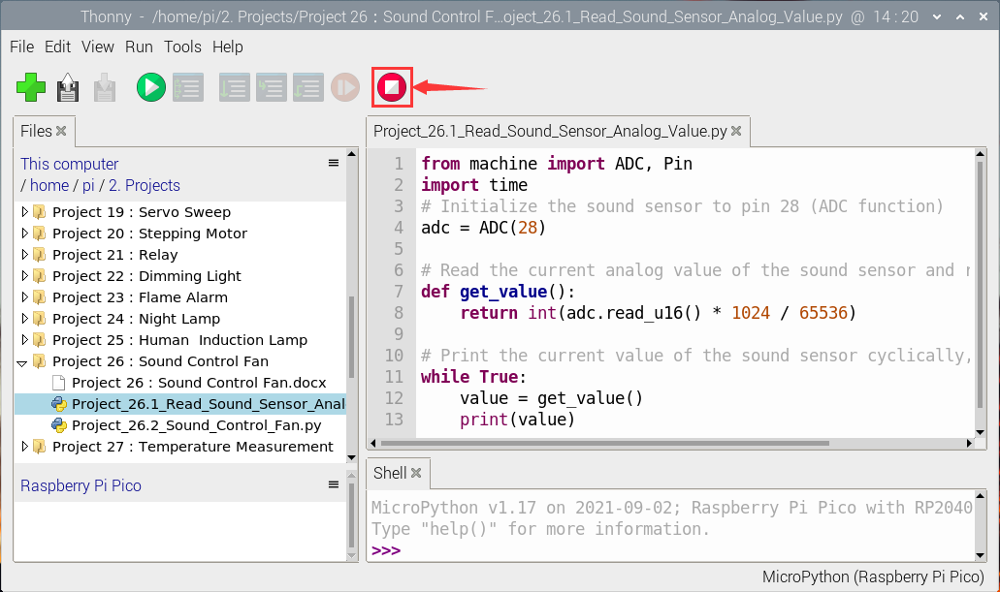 Thonny - /home/pi/2. Projects/Project 26 : Sound Control F...oject_26.1_Read_Sound_Sensor_Analog_Value.py @ 14 : 20
File Edit View Run Tools Help
Files
This computer
/ home / pi / 2. Projects
Project 19 : Servo Sweep
Project 20 : Stepping Motor
Project 21 : Relay
Project 22 : Dimming Light
Project 23 : Flame Alarm
Project 24 : Night Lamp
Project 25 : Human Induction Lamp
Project 26 : Sound Control Fan
Project 26 : Sound Control Fan.docx
Project_26.1_Read_Sound_Sensor_Anal
Project_26.2_Sound_Control_Fan.py
Project 27 : Temperature Measurement
Raspberry Pi Pico
Project_26.1_Read_Sound_Sensor_Analog_Value.py
1 from machine import ADC, Pin
2 import time
3 # Initialize the sound sensor to pin 28 (ADC function)
4 adc = ADC(28)
5
6 # Read the current analog value of the sound sensor and r
7 def get_value():
8 return int(adc.read_u16() * 1024 / 65536)
9
10 # Print the current value of the sound sensor cyclically,
11 while True:
12 value = get_value()
13 print(value)
Shell
MicroPython v1.17 on 2021-09-02; Raspberry Pi Pico with RP2040
Type "help()" for more information.
>>>
MicroPython (Raspberry Pi Pico)